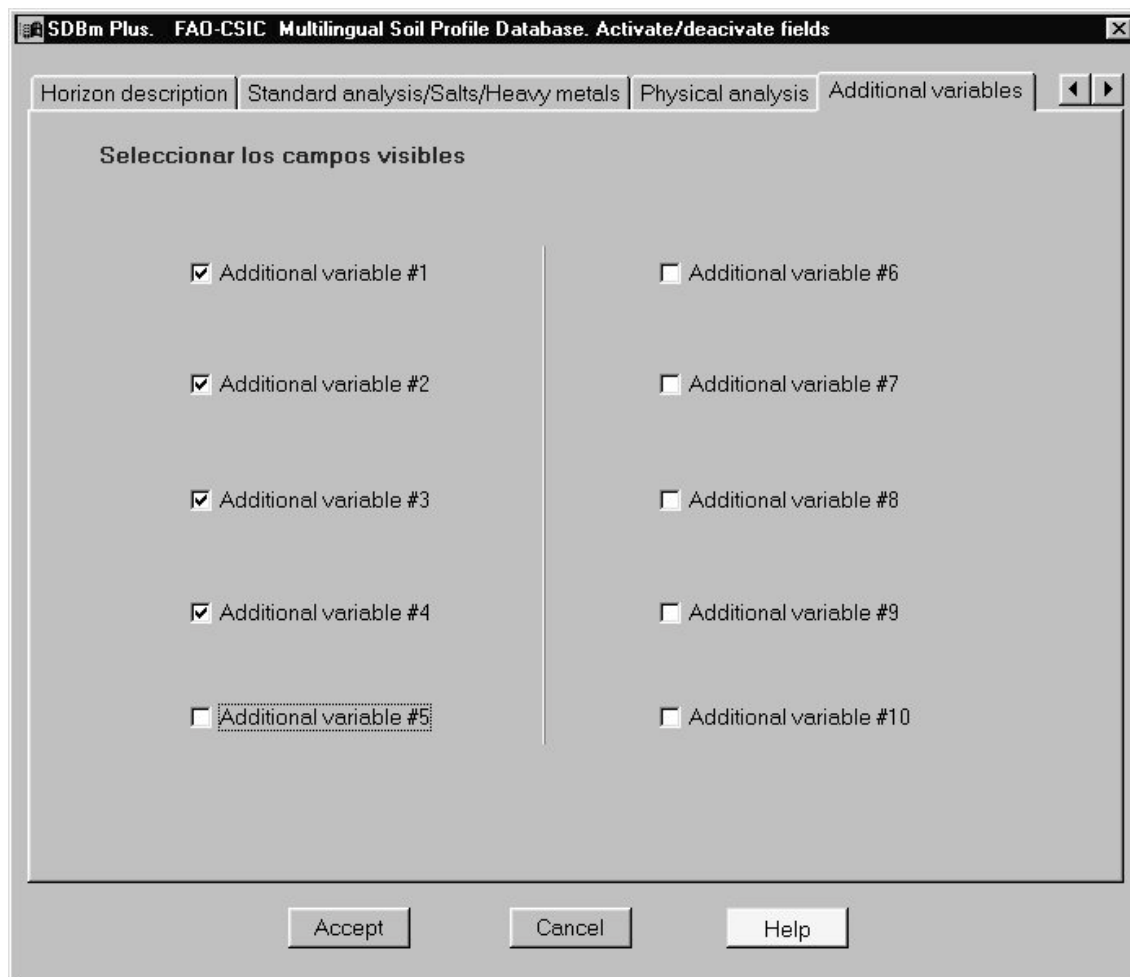 SDBm Plus. FAO-CSIC Multilingual Soil Profile Database. Activate/deacivate fields
Horizon description Standard analysis/Salts/Heavy metals Physical analysis Additional variables
Seleccionar los campos visibles
Additional variable #1
Additional variable #2
Additional variable #3
Additional variable #4
Additional variable #5
Additional variable #6
Additional variable #7
Additional variable #8
Additional variable #9
Additional variable #10
Accept Cancel Help